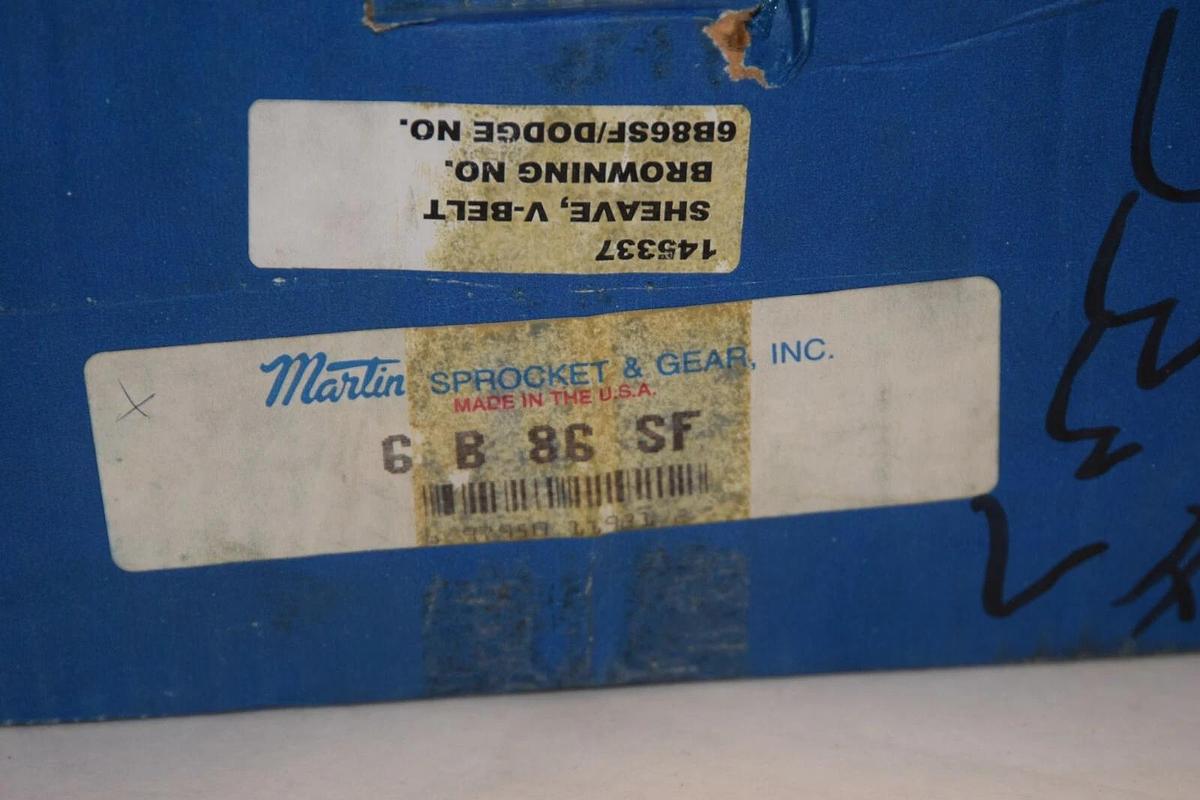 145337
SHEAVE, V-BELT
BROWNING NO.
6B86SF/DODGE NO.
Martin SPROCKET & GEAR, INC.
MADE IN THE U.S.A.
6 B 86 SF